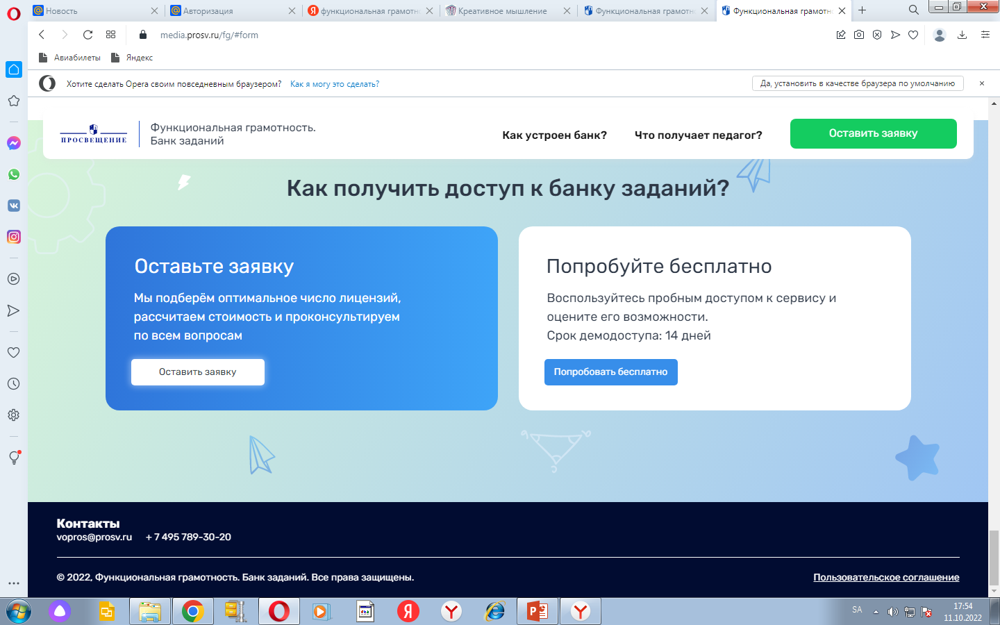 Новость
Авторизация
функциональная грамотн
Креативное мышление
Функциональная грамотн
Функциональная грамотн
media.prosv.ru/fg/#form
Авиабилеты
Яндекс
Хотите сделать Opera своим повседневным браузером? Как я могу это сделать?
Да, установить в качестве браузера по умолчанию
ПРОСВЕЩЕНИЕ
Функциональная грамотность.
Банк заданий
Как устроен банк?
Что получает педагог?
Оставить заявку
Как получить доступ к банку заданий?
Оставьте заявку
Мы подберём оптимальное число лицензий,
рассчитаем стоимость и проконсультируем
по всем вопросам
Оставить заявку
Попробуйте бесплатно
Воспользуйтесь пробным доступом к сервису и
оцените его возможности.
Срок демодоступа: 14 дней
Попробовать бесплатно
Контакты
vopros@prosv.ru + 7 495 789-30-20
© 2022, Функциональная грамотность. Банк заданий. Все права защищены.
Пользовательское соглашение
SA
17:54
11.10.2022